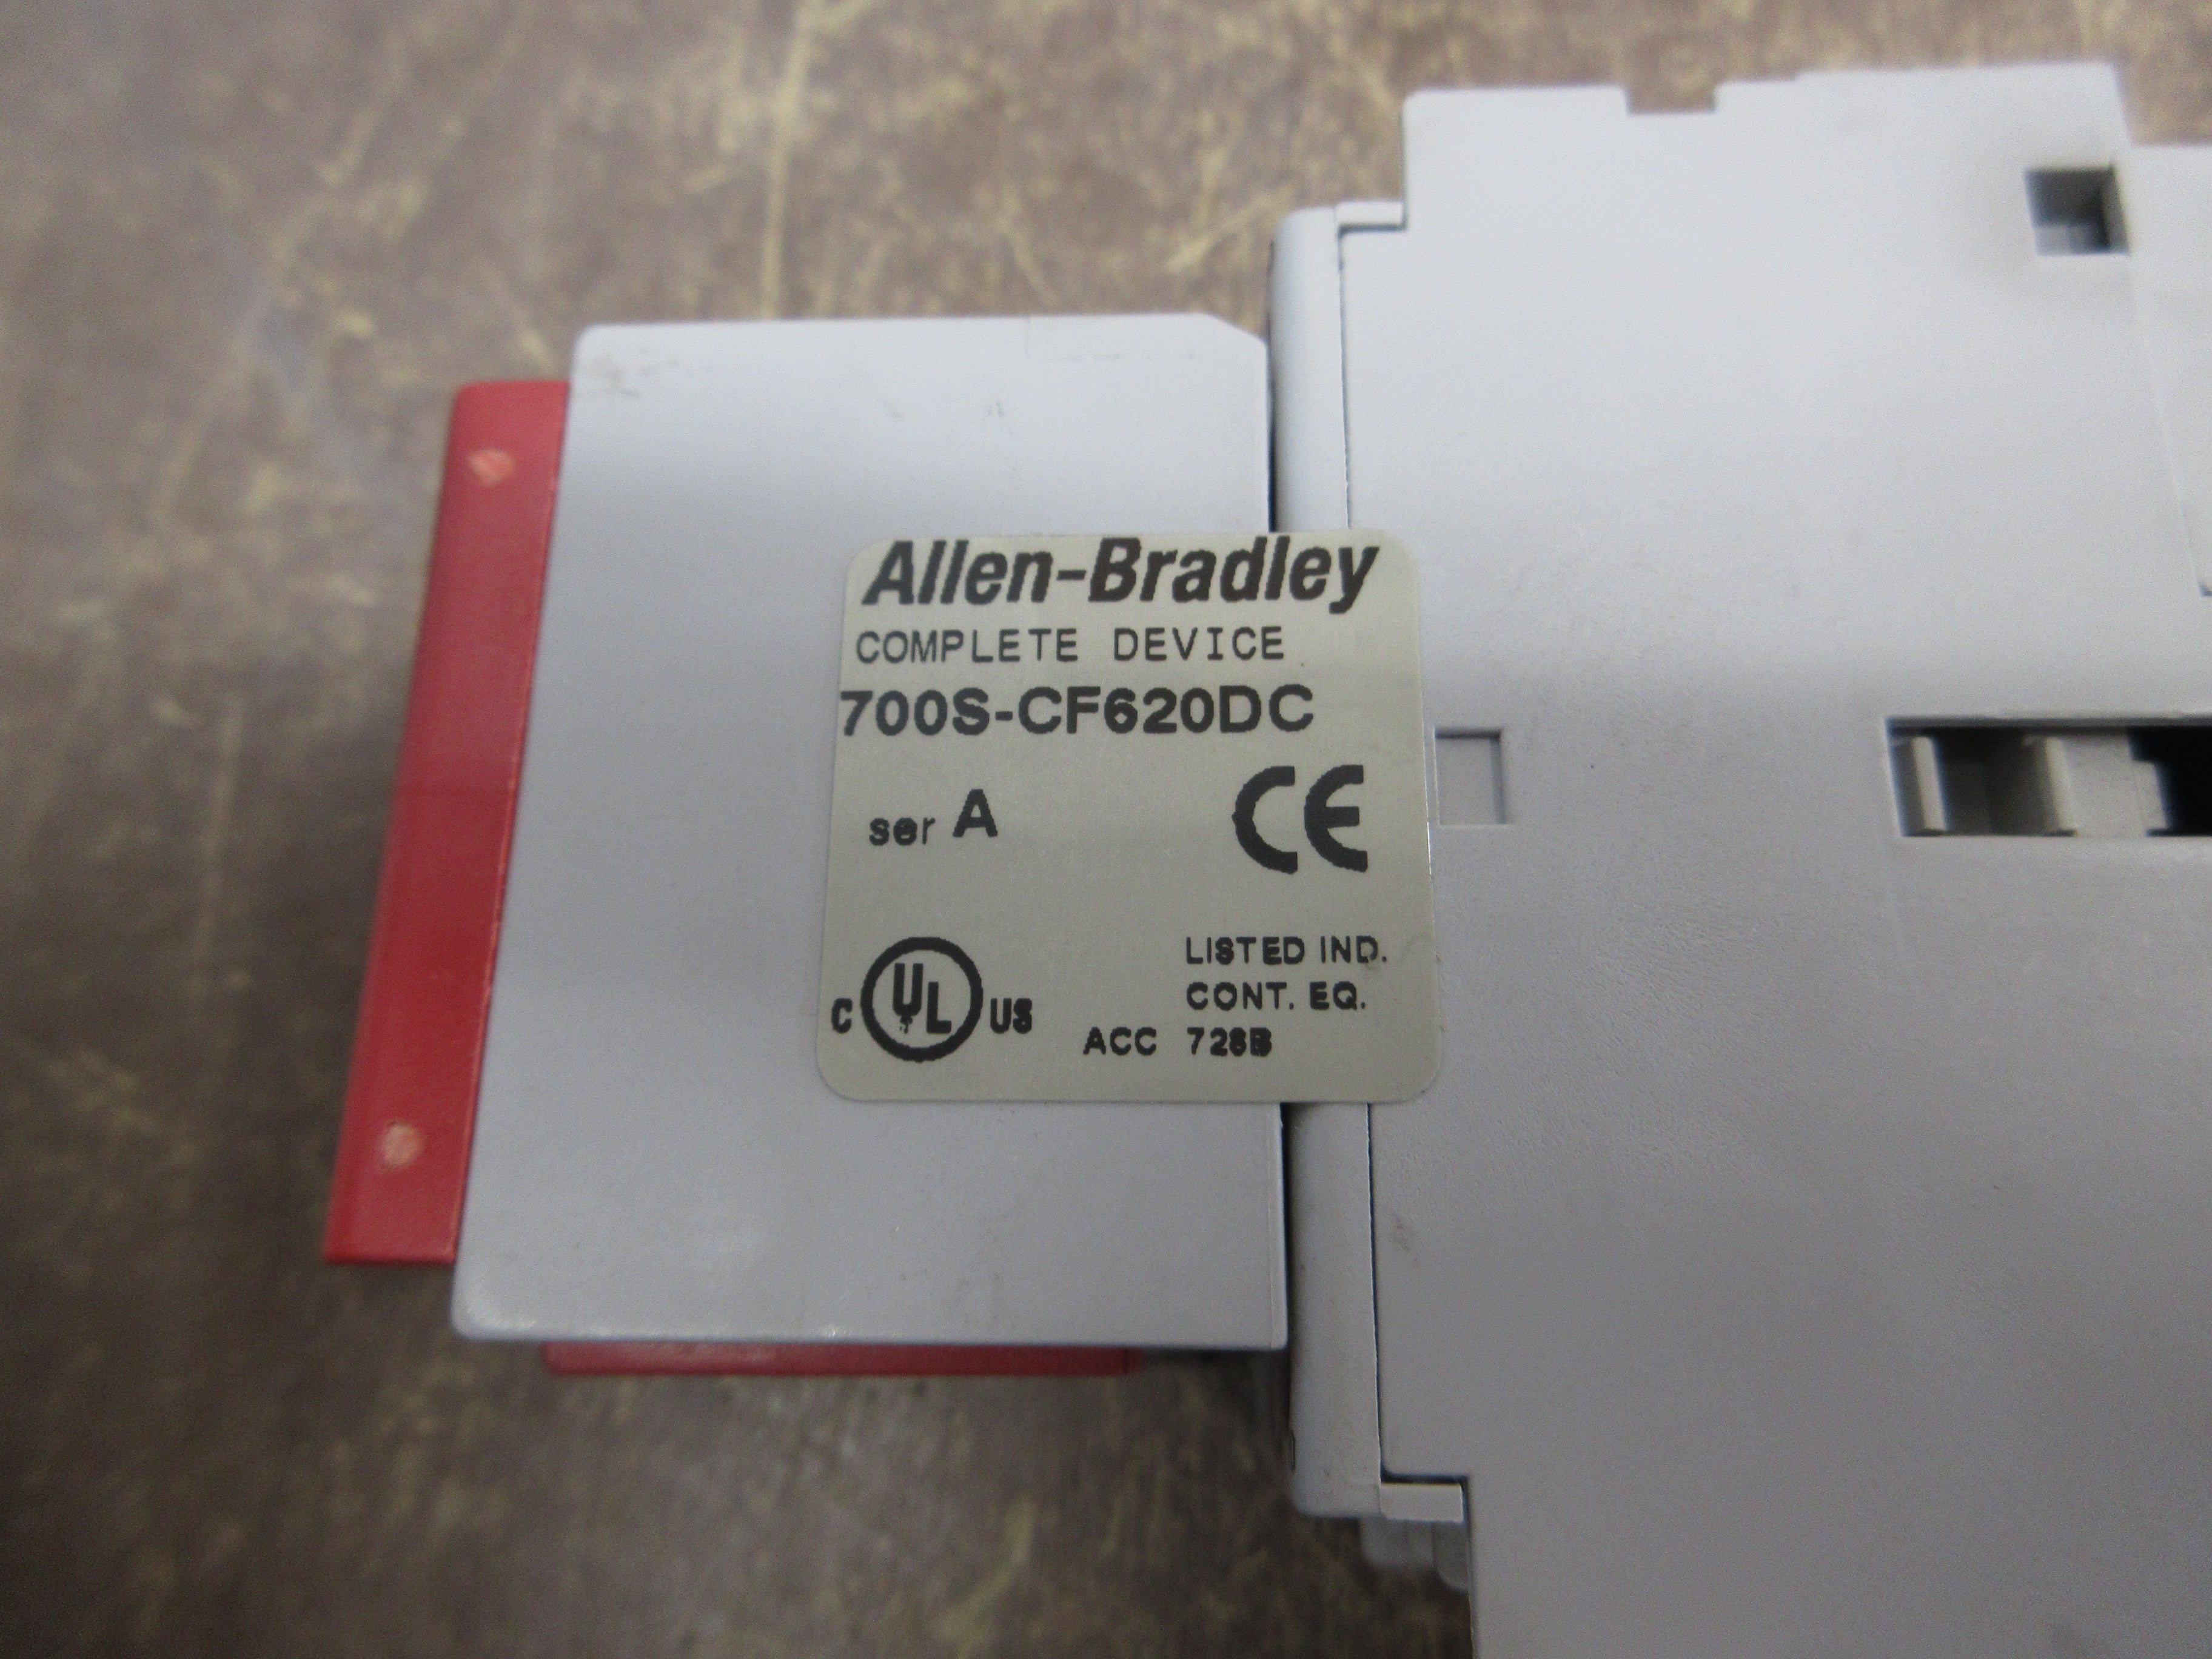 Allen-Bradley
COMPLETE DEVICE
700S-CF620DC
ser A
CE
C UL US
LISTED IND.
CONT. EQ.
ACC 728B